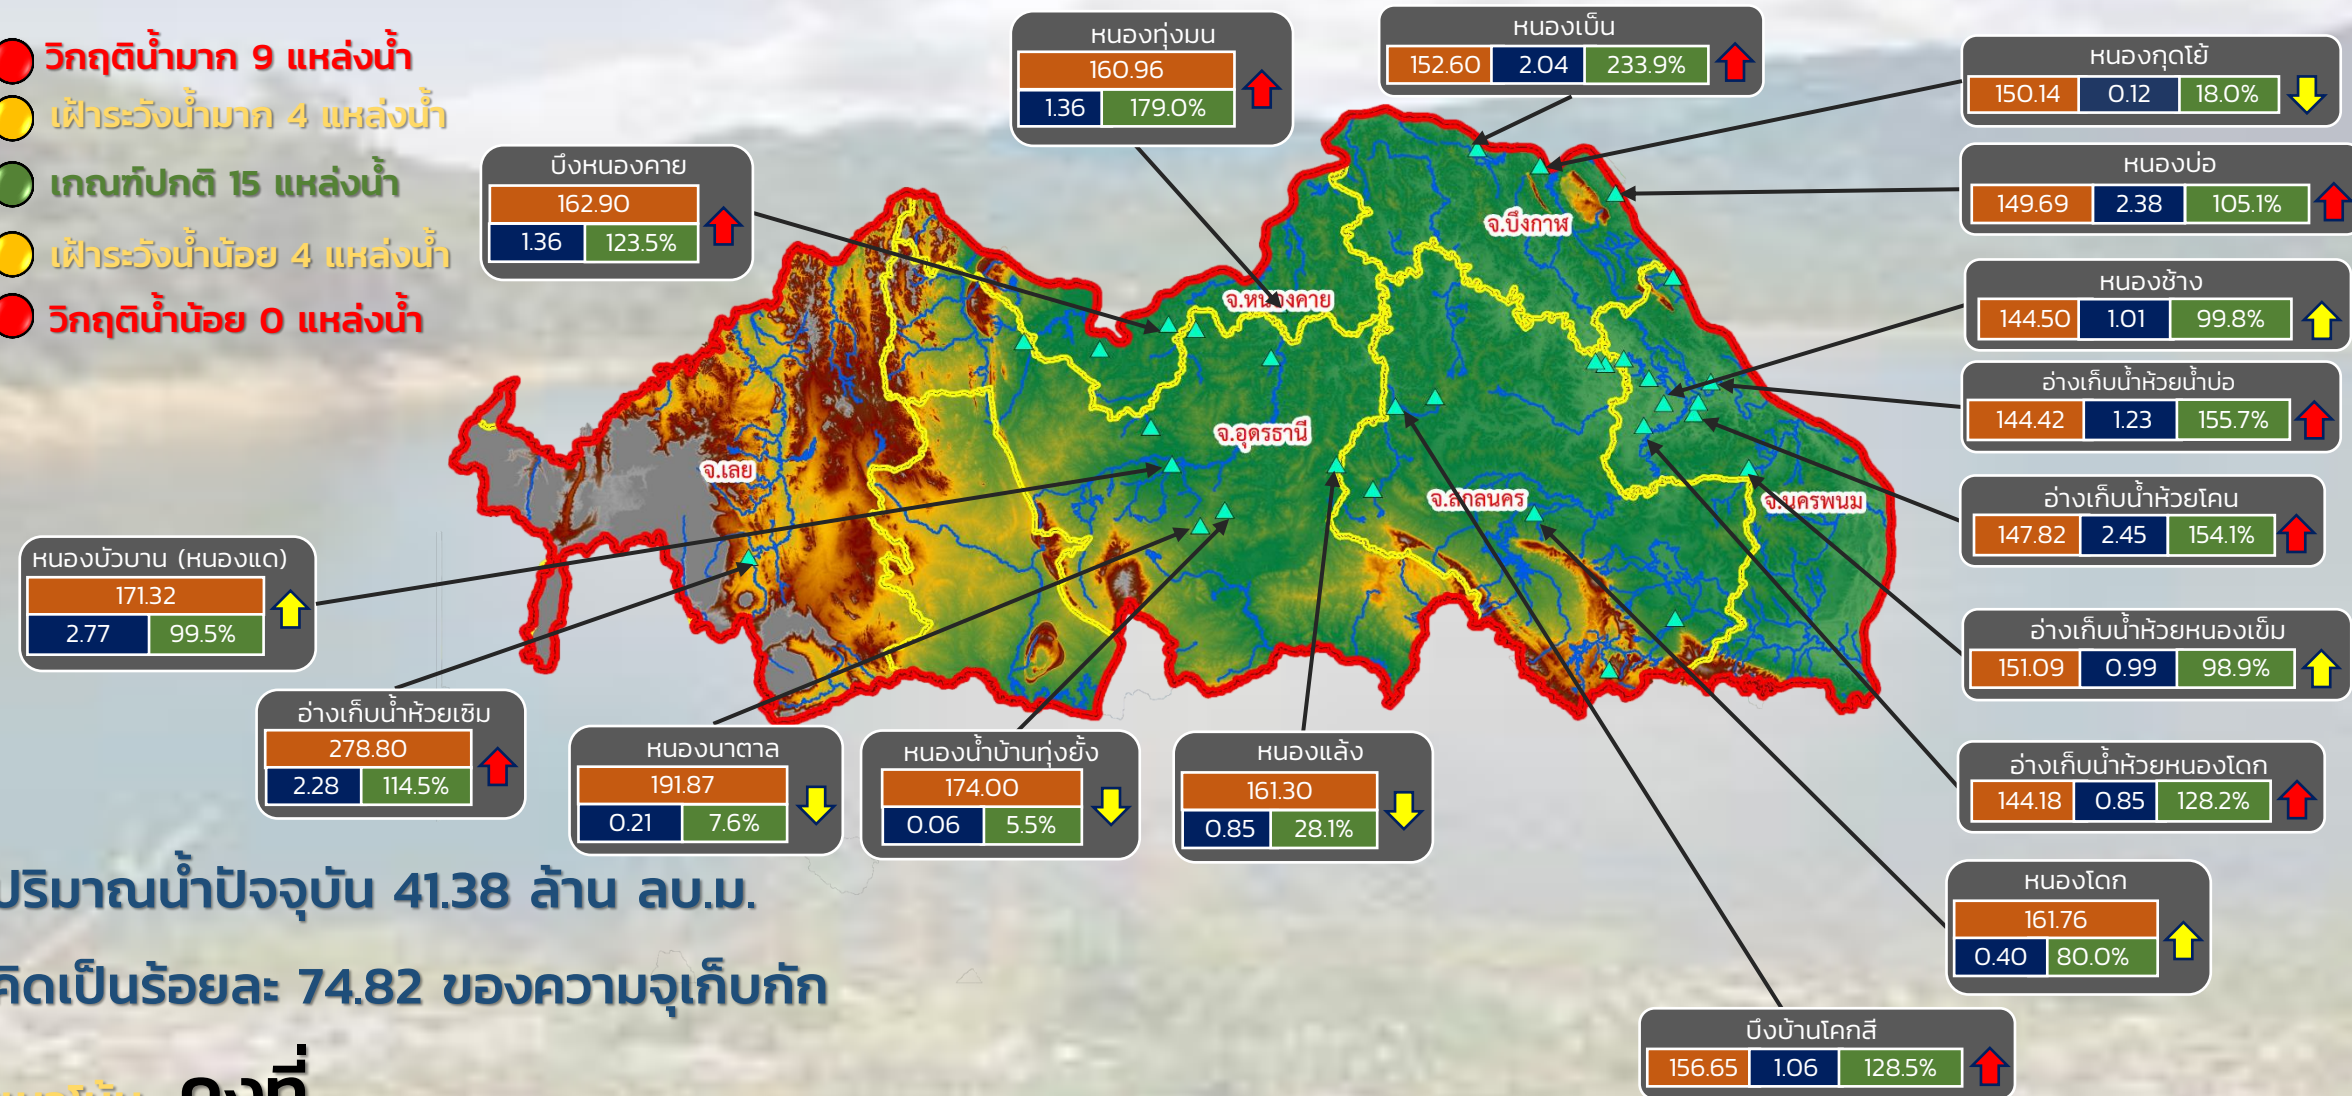 วิกฤติน้ำมาก 9 แหล่งน้ำ
เฝ้าระวังน้ำมาก 4 แหล่งน้ำ
เกณฑ์ปกติ 15 แหล่งน้ำ
เฝ้าระวังน้ำน้อย 4 แหล่งน้ำ
วิกฤติน้ำน้อย 0 แหล่งน้ำ
บึงหนองคาย
162.90
1.36 123.5%
หนองทุ่งมน
160.96
1.36 179.0%
หนองเบ็น
152.60 2.04 233.9%
หนองกุดโย้
150.14 0.12 18.0%
หนองบ่อ
149.69 2.38 105.1%
หนองช้าง
144.50 1.01 99.8%
อ่างเก็บน้ำห้วยน้ำบ่อ
144.42 1.23 155.7%
อ่างเก็บน้ำห้วยโคน
147.82 2.45 154.1%
อ่างเก็บน้ำห้วยหนองเข็ม
151.09 0.99 98.9%
อ่างเก็บน้ำห้วยหนองโดก
144.18 0.85 128.2%
หนองโดก
161.76
0.40 80.0%
บึงบ้านโคกสี
156.65 1.06 128.5%
จ.บึงกาฬ
จ.หนองคาย
จ.อุดรธานี
จ.เลย
จ.สกลนคร
จ.นครพนม
หนองบัวบาน (หนองแด)
171.32
2.77 99.5%
อ่างเก็บน้ำห้วยเซิม
278.80
2.28 114.5%
หนองนาตาล
191.87
0.21 7.6%
หนองน้ำบ้านทุ่งยั้ง
174.00
0.06 5.5%
หนองแล้ง
161.30
0.85 28.1%
ปริมาณน้ำปัจจุบัน 41.38 ล้าน ลบ.ม.
คิดเป็นร้อยละ 74.82 ของความจุเก็บกัก
คงที่